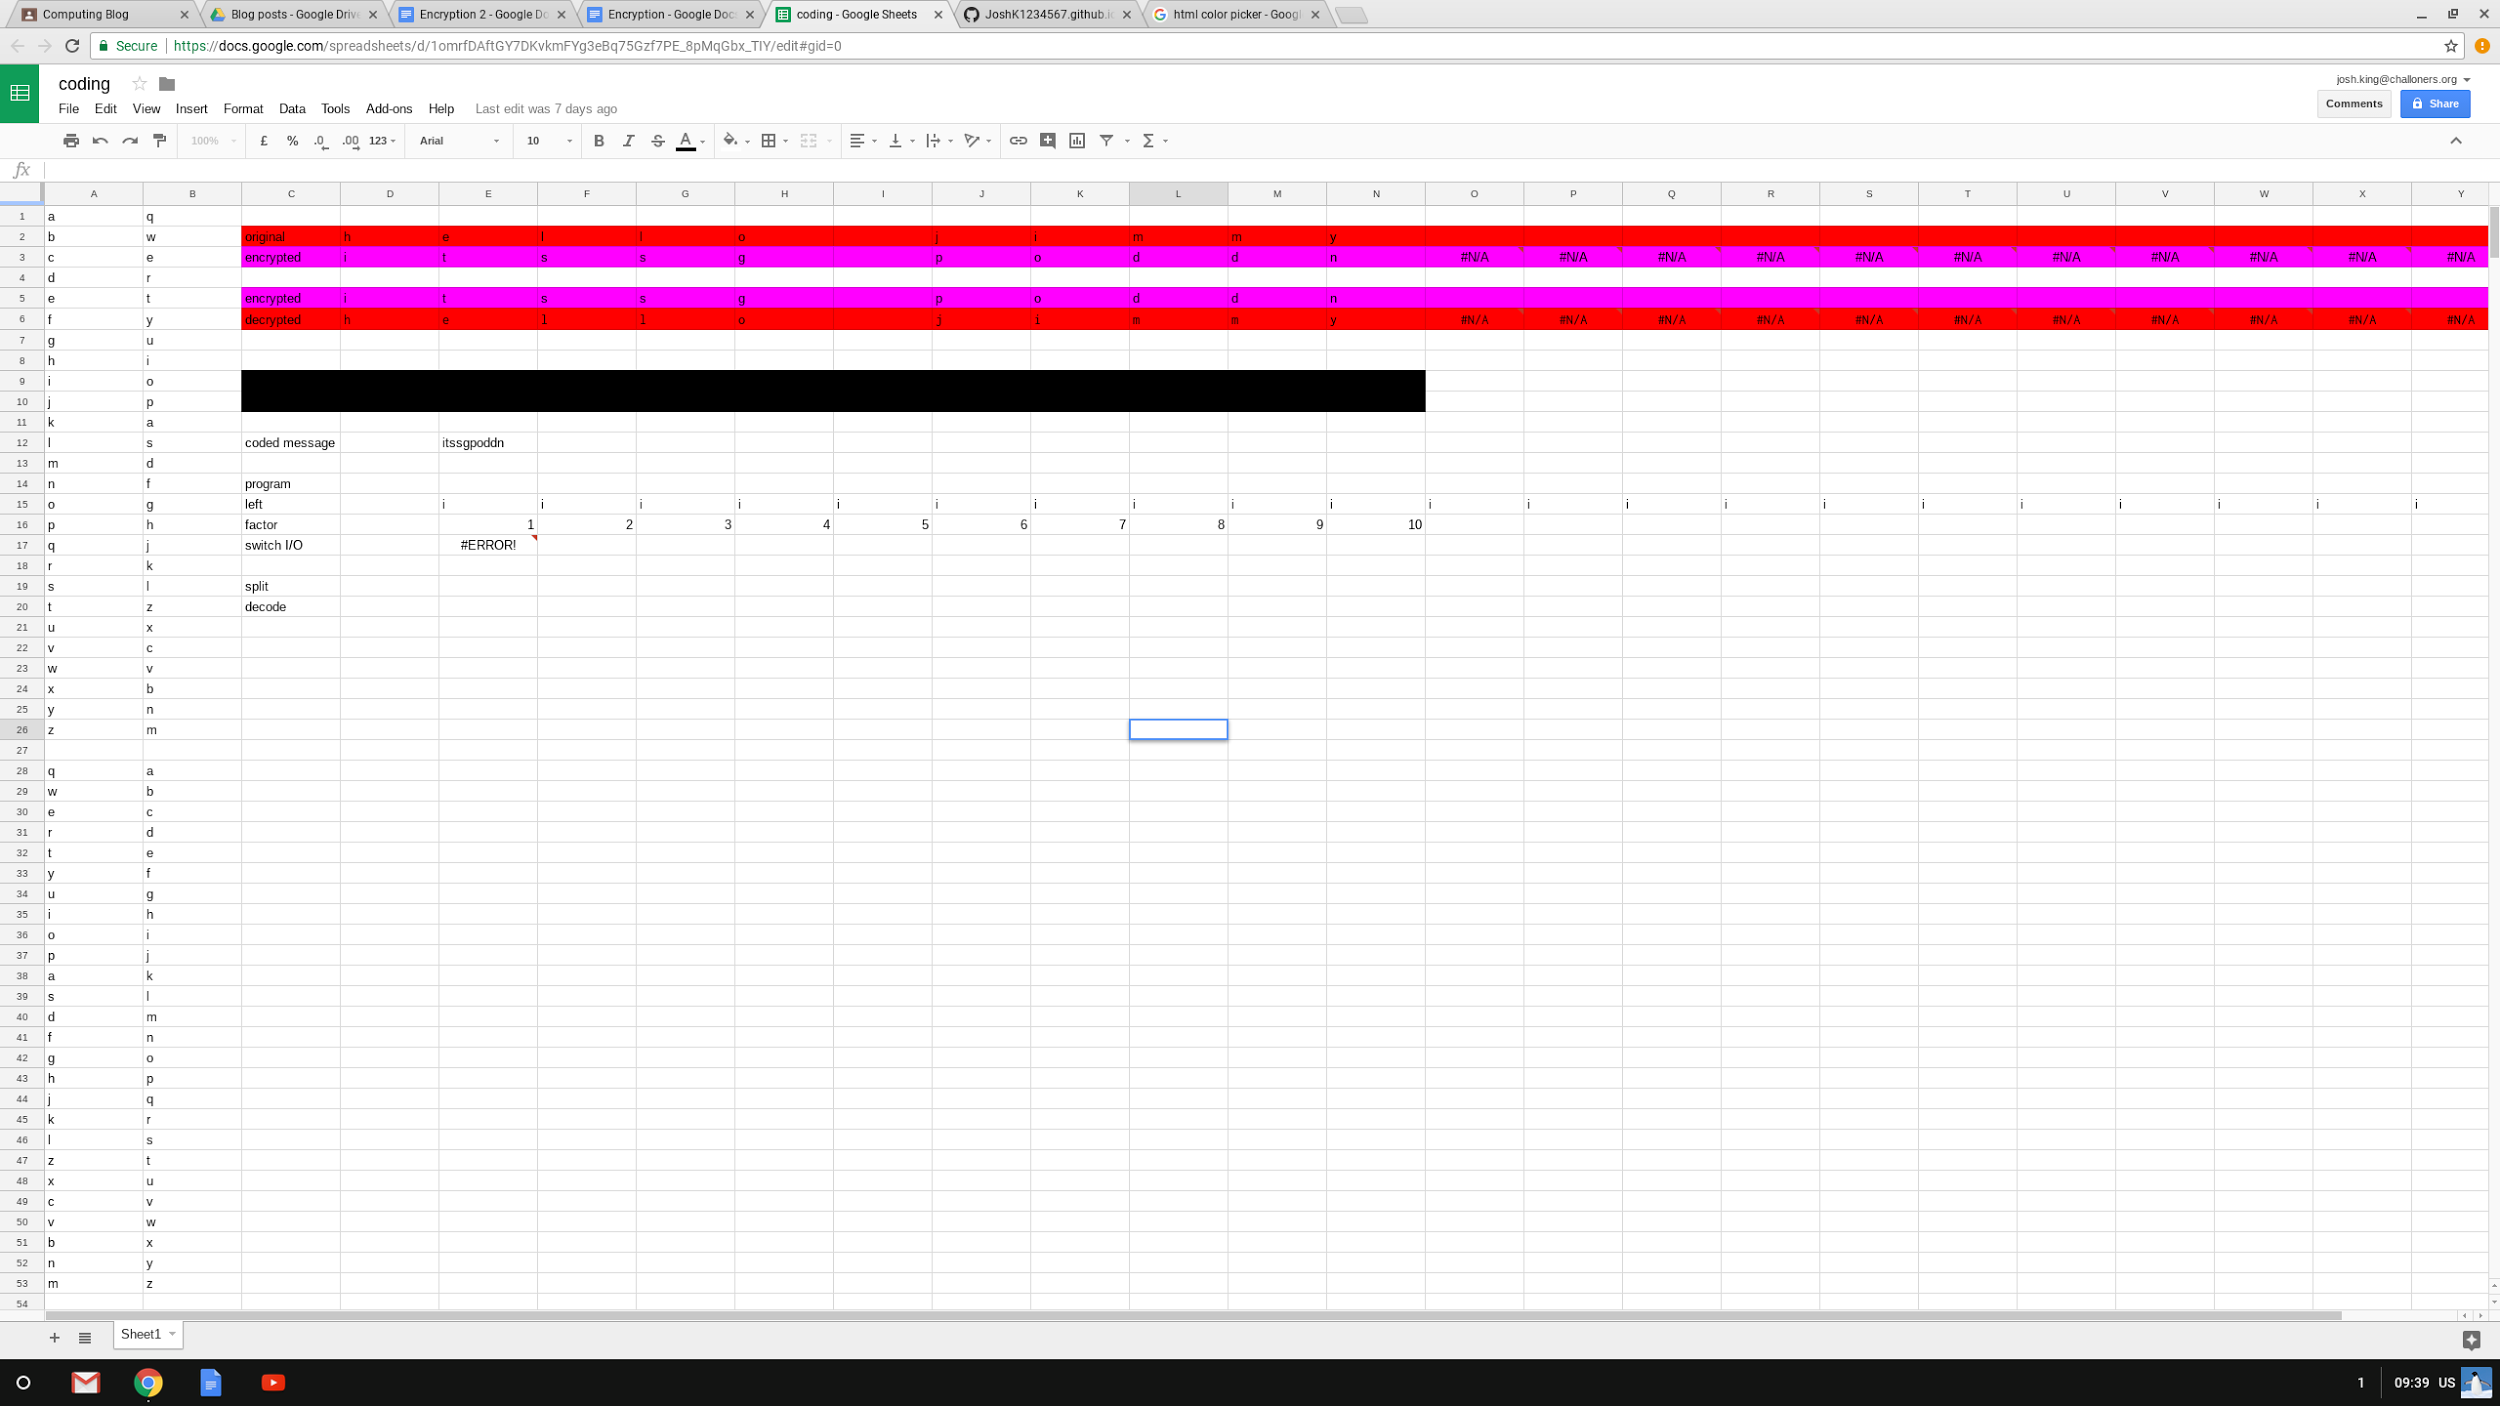 Computing Blog Blog posts - Google Drive Encryption 2 - Google Do Encryption - Google Doc coding - Google Sheets JoshK1234567.github.i html color picker - Googl
Secure https://docs.google.com/spreadsheets/d/1omrfDAftGY7DKvkmFYg3eBq75Gzf7PE_8pMqGbx_TIY/edit#gid=0
coding
josh.king@challoners.org
File Edit View Insert Format Data Tools Add-ons Help Last edit was 7 days ago
Comments Share
100% £ % .0 .00 123 Arial 10 B I S A Σ
fx
A B C D E F G H I J K L M N O P Q R S T U V W X Y
1 a q
2 b w original h e l l o j i m m y
3 c e encrypted i t s s g p o d d n #N/A #N/A #N/A #N/A #N/A #N/A #N/A #N/A #N/A #N/A #N/A
4 d r
5 e t encrypted i t s s g p o d d n
6 f y decrypted h e l l o j i m m y #N/A #N/A #N/A #N/A #N/A #N/A #N/A #N/A #N/A #N/A #N/A
7 g u
8 h i
9 i o
10 j p
11 k a
12 l s coded message itssgpoddn
13 m d
14 n f program
15 o g left i i i i i i i i i i i i i i i i i i i i i
16 p h factor 1 2 3 4 5 6 7 8 9 10
17 q j switch I/O #ERROR!
18 r k
19 s l split
20 t z decode
21 u x
22 v c
23 w v
24 x b
25 y n
26 z m
27
28 q a
29 w b
30 e c
31 r d
32 t e
33 y f
34 u g
35 i h
36 o i
37 p j
38 a k
39 s l
40 d m
41 f n
42 g o
43 h p
44 j q
45 k r
46 l s
47 z t
48 x u
49 c v
50 v w
51 b x
52 n y
53 m z
54
Sheet1
1 09:39 US